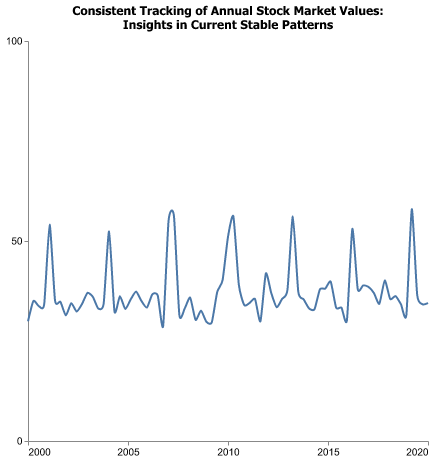 Consistent Tracking of Annual Stock Market Values:
Insights in Current Stable Patterns
100
50
0
2000 2005 2010 2015 2020